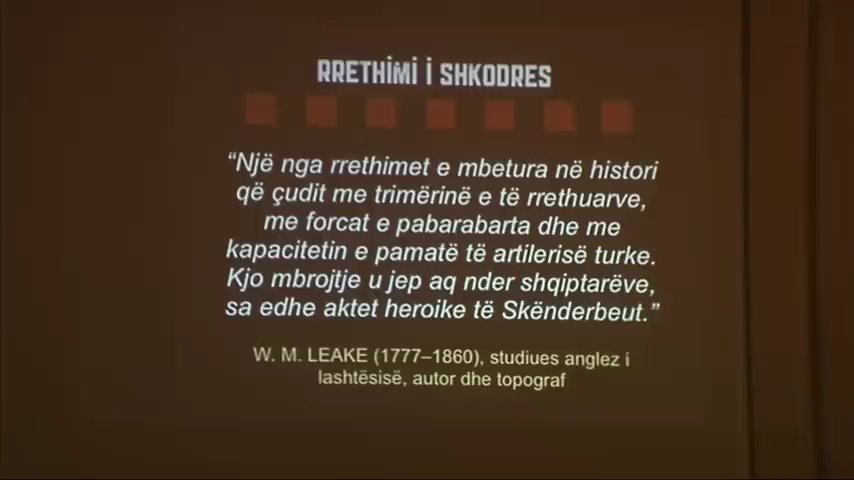 RRETHIMI I SHKODRES
“Një nga rrethimet e mbetura në histori
që çudit me trimërinë e të rrethuarve,
me forcat e pabarabarta dhe me
kapacitetin e pamatë të artilerisë turke.
Kjo mbrojtje u jep aq nder shqiptarëve,
sa edhe aktet heroike të Skënderbeut.”
W. M. LEAKE (1777–1860), studiues anglez i
lashtësisë, autor dhe topograf